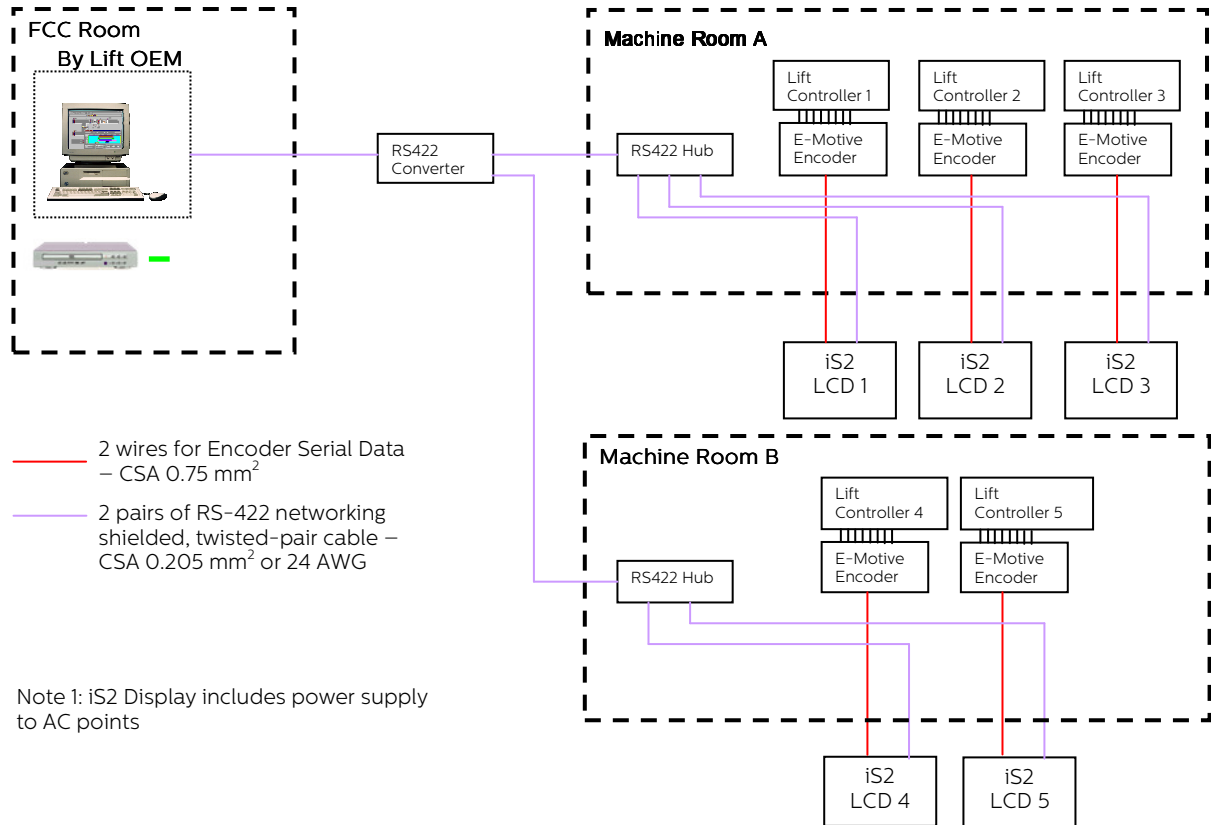 FCC Room
By Lift OEM
RS422
Converter
Machine Room A
Lift
Controller 1
Lift
Controller 2
Lift
Controller 3
RS422 Hub
E-Motive
Encoder
E-Motive
Encoder
E-Motive
Encoder
iS2
LCD 1
iS2
LCD 2
iS2
LCD 3
2 wires for Encoder Serial Data
– CSA 0.75 mm²
2 pairs of RS-422 networking
shielded, twisted-pair cable –
CSA 0.205 mm² or 24 AWG
Note 1: iS2 Display includes power supply
to AC points
Machine Room B
Lift
Controller 4
Lift
Controller 5
RS422 Hub
E-Motive
Encoder
E-Motive
Encoder
iS2
LCD 4
iS2
LCD 5